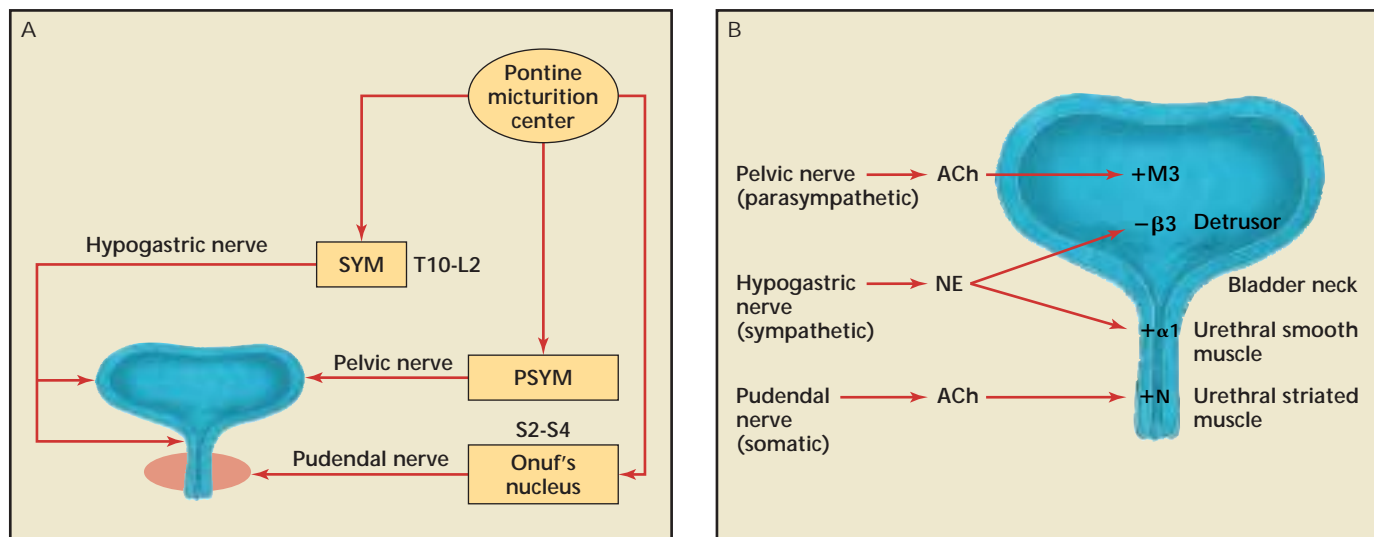 A
Pontine
micturition
center
Hypogastric nerve
SYM T10-L2
Pelvic nerve
PSYM
S2-S4
Pudendal nerve
Onuf's
nucleus
B
Pelvic nerve
(parasympathetic)
ACh
+M3
−β3 Detrusor
Hypogastric
nerve
(sympathetic)
NE
Bladder neck
+α1 Urethral smooth
muscle
Pudendal
nerve
(somatic)
ACh
+N Urethral striated
muscle